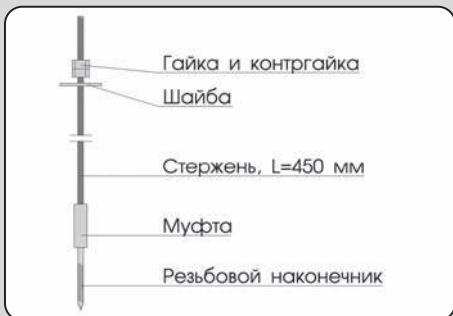 Гайка и контргайка
Шайба
Стержень, L=450 мм
Муфта
Резьбовой наконечник